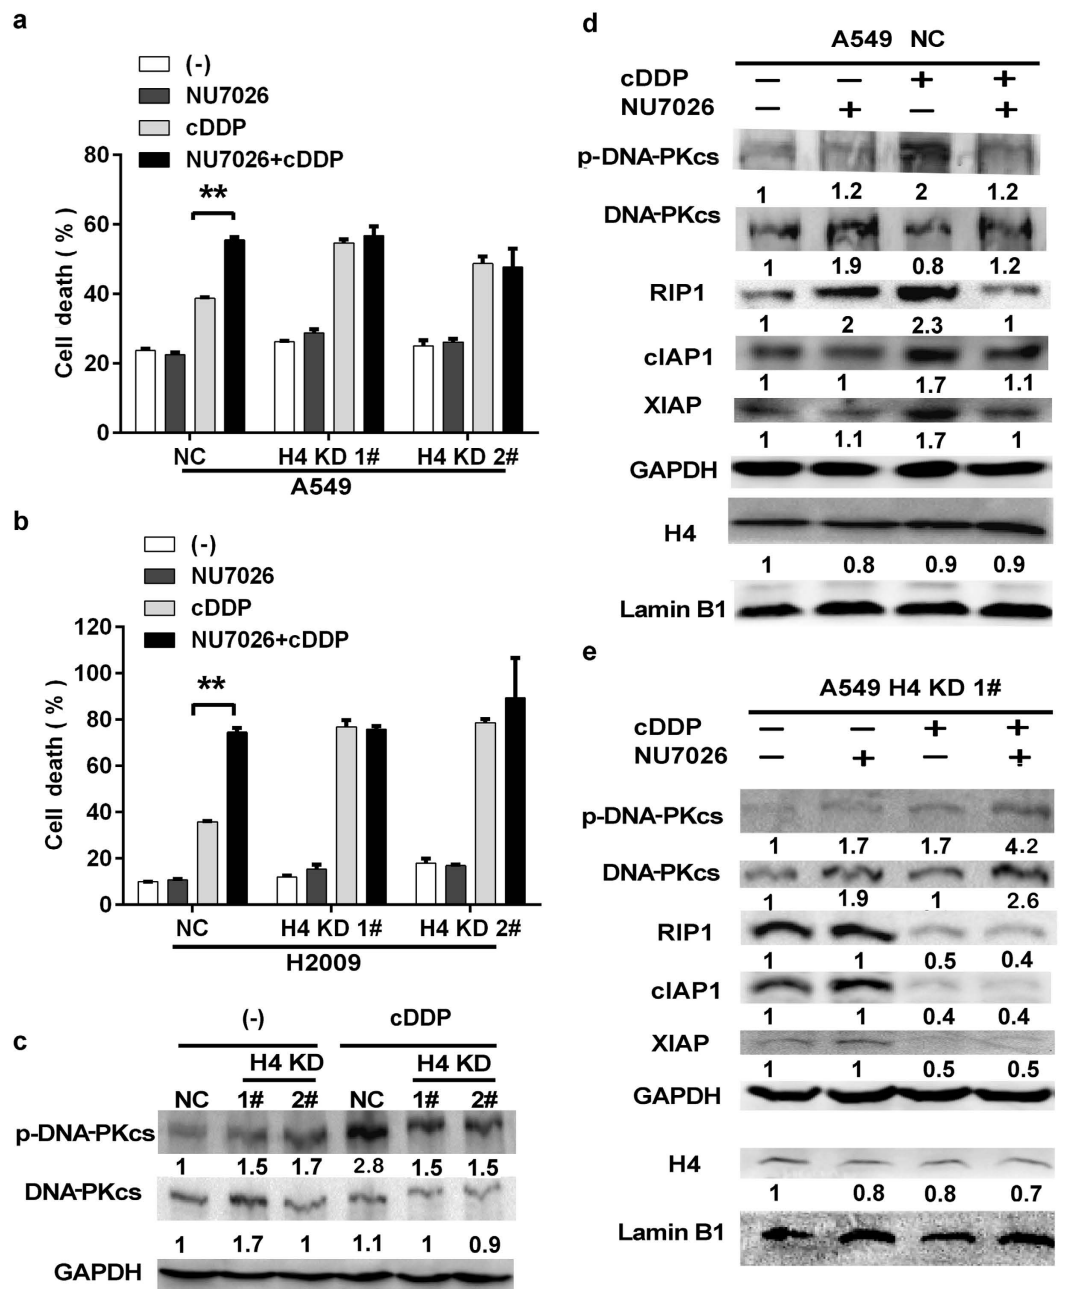 a
(-)
NU7026
cDDP
NU7026+cDDP
Cell death ( % )
80
60
40
20
0
**
NC H4 KD 1# H4 KD 2#
A549
b
(-)
NU7026
cDDP
NU7026+cDDP
Cell death ( % )
120
100
80
60
40
20
0
**
NC H4 KD 1# H4 KD 2#
H2009
c
(-) cDDP
H4 KD H4 KD
NC 1# 2# NC 1# 2#
p-DNA-PKcs
1 1.5 1.7 2.8 1.5 1.5
DNA-PKcs
1 1.7 1 1.1 1 0.9
GAPDH
d
A549 NC
cDDP − − + +
NU7026 − + − +
p-DNA-PKcs
1 1.2 2 1.2
DNA-PKcs
1 1.9 0.8 1.2
RIP1
1 2 2.3 1
cIAP1
1 1 1.7 1.1
XIAP
1 1.1 1.7 1
GAPDH
H4
1 0.8 0.9 0.9
Lamin B1
e
A549 H4 KD 1#
cDDP − − + +
NU7026 − + − +
p-DNA-PKcs
1 1.7 1.7 4.2
DNA-PKcs
1 1.9 1 2.6
RIP1
1 1 0.5 0.4
cIAP1
1 1 0.4 0.4
XIAP
1 1 0.5 0.5
GAPDH
H4
1 0.8 0.8 0.7
Lamin B1